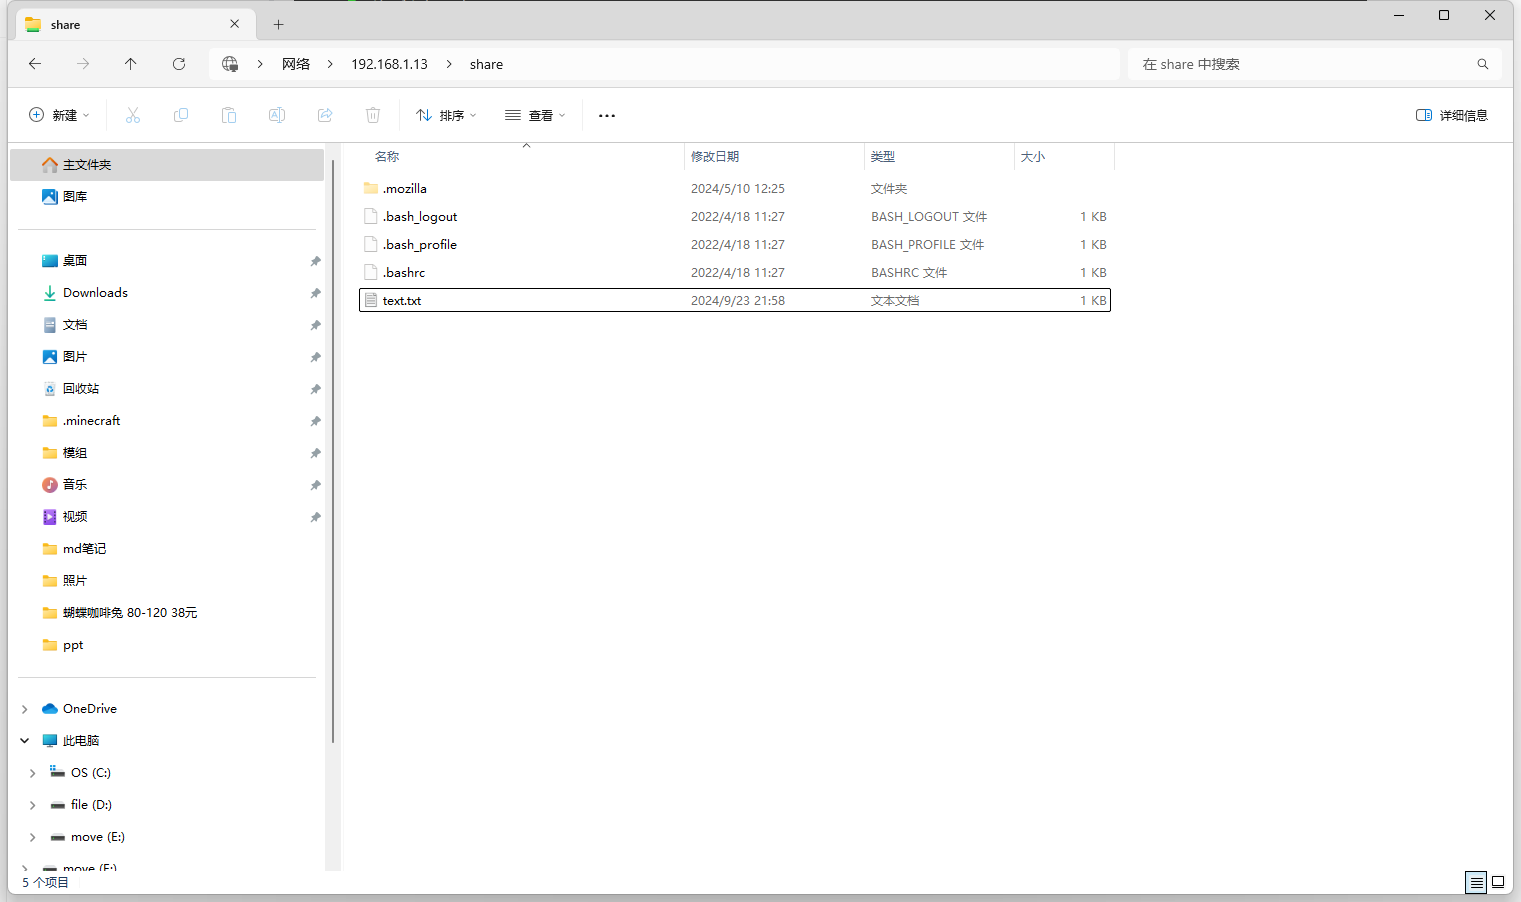 share
网络 192.168.1.13 share
在 share 中搜索
新建 排序 查看 ... 详细信息
主文件夹
图库
桌面
Downloads
文档
图片
回收站
.minecraft
模组
音乐
视频
md笔记
照片
蝴蝶咖啡兔 80-120 38元
ppt
OneDrive
此电脑
OS (C:)
file (D:)
move (E:)
move (E:)
名称 修改日期 类型 大小
.mozilla 2024/5/10 12:25 文件夹
.bash_logout 2022/4/18 11:27 BASH_LOGOUT 文件 1 KB
.bash_profile 2022/4/18 11:27 BASH_PROFILE 文件 1 KB
.bashrc 2022/4/18 11:27 BASHRC 文件 1 KB
text.txt 2024/9/23 21:58 文本文档 1 KB
5 个项目